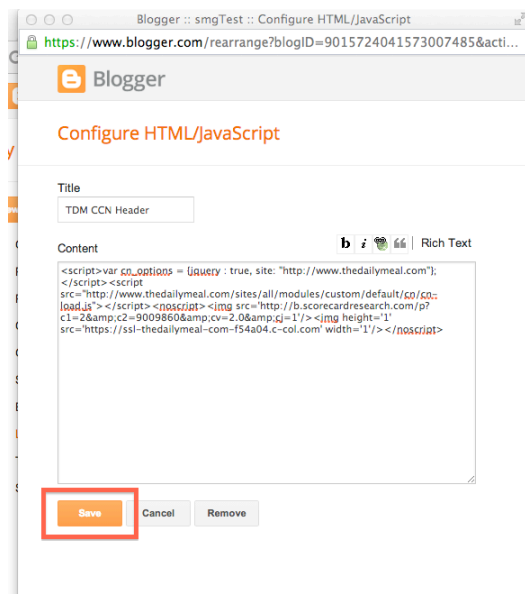 Blogger :: smgTest :: Configure HTML/JavaScript
https://www.blogger.com/rearrange?blogID=9015724041573007485&acti...
Blogger
Configure HTML/JavaScript
Title
TDM CCN Header
Content
b i Rich Text
<script>var cn_options = {jquery : true, site: "http://www.thedailymeal.com"};
</script><script
src="http://www.thedailymeal.com/sites/all/modules/custom/default/cn/cn-
load.js"></script><noscript><img src='http://b.scorecardresearch.com/p?
c1=2&amp;c2=9009860&amp;cv=2.0&amp;cj=1'/><img height='1'
src='https://ssl-thedailymeal-com-f54a04.c-col.com' width='1'/></noscript>
Save Cancel Remove